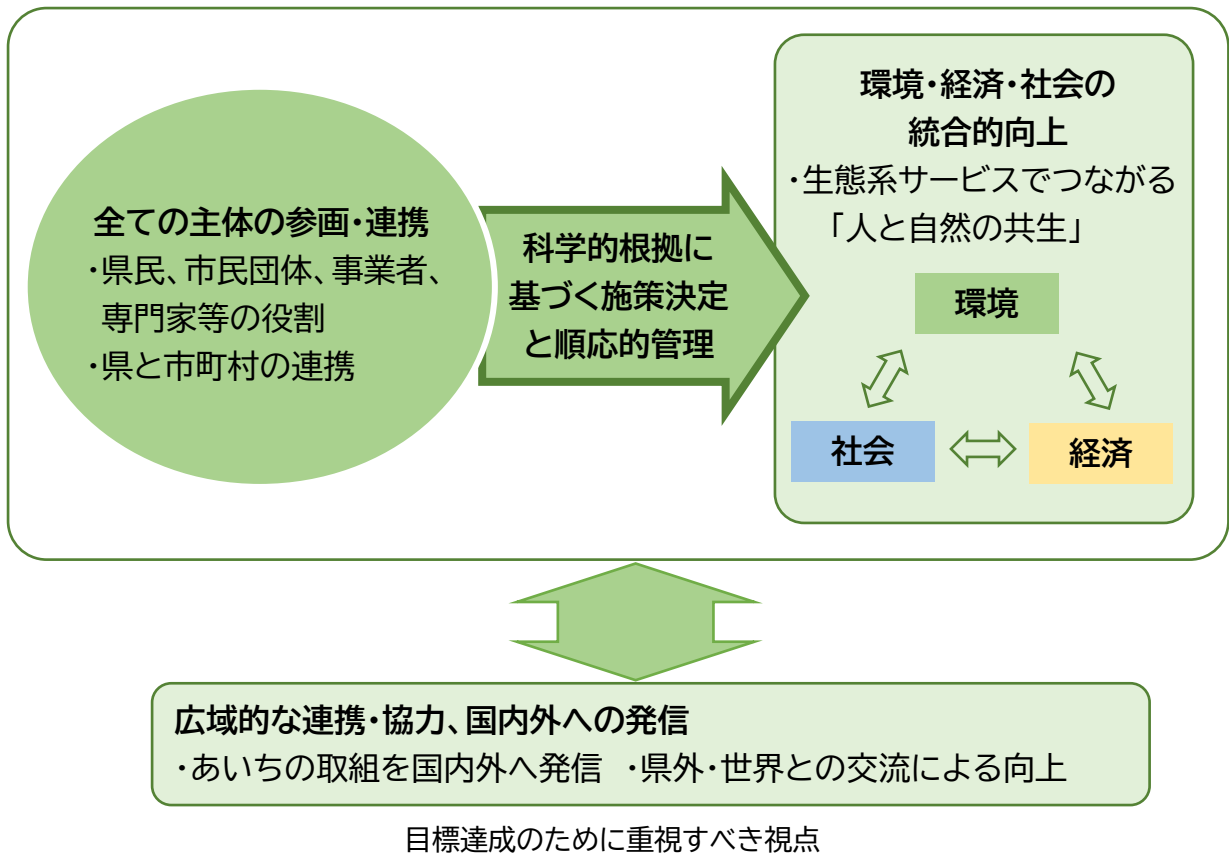 全ての主体の参画・連携
・県民、市民団体、事業者、
専門家等の役割
・県と市町村の連携
科学的根拠に
基づく施策決定
と順応的管理
環境・経済・社会の
統合的向上
・生態系サービスでつながる
「人と自然の共生」
環境
社会
経済
広域的な連携・協力、国内外への発信
・あいちの取組を国内外へ発信 ・県外・世界との交流による向上
目標達成のために重視すべき視点